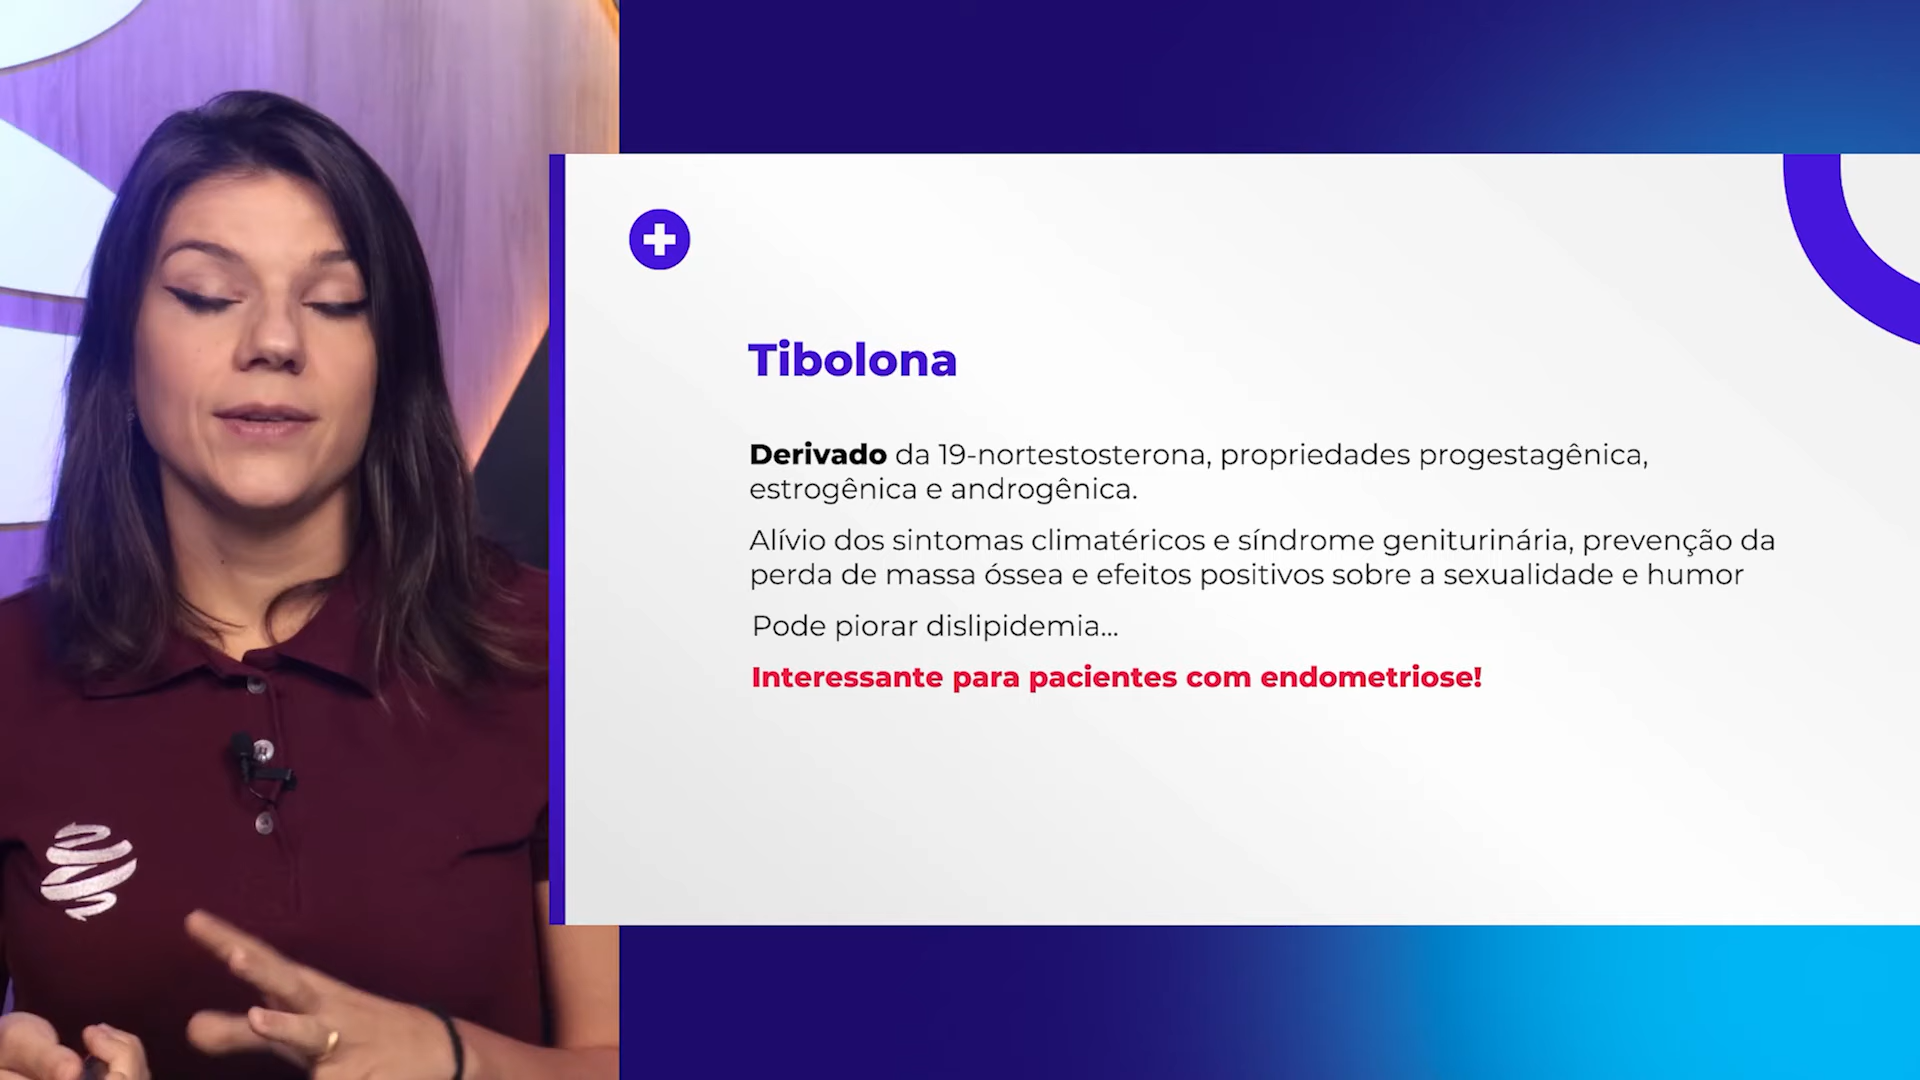 Tibolona
Derivado da 19-nortestosterona, propriedades progestagênica,
estrogênica e androgênica.
Alívio dos sintomas climatéricos e síndrome geniturinária, prevenção da
perda de massa óssea e efeitos positivos sobre a sexualidade e humor
Pode piorar dislipidemia...
Interessante para pacientes com endometriose!